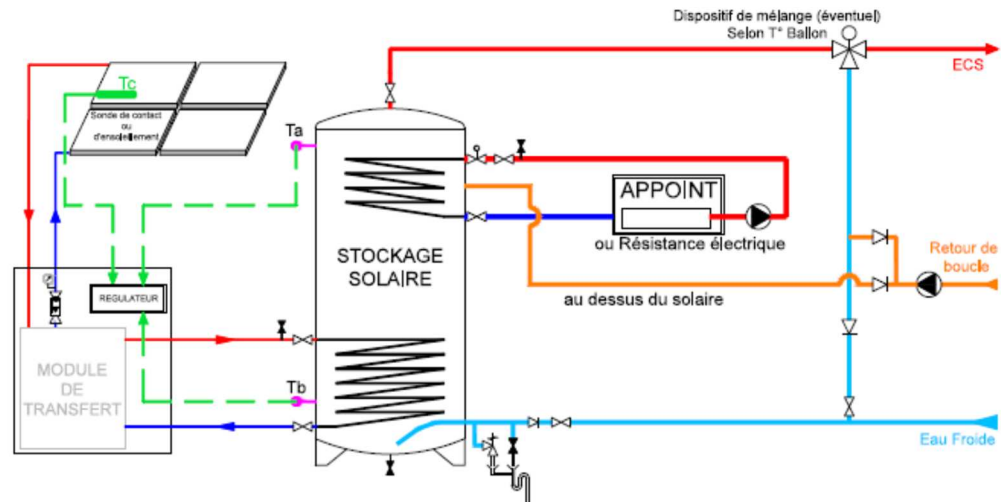 Dispositif de mélange (éventuel)
Selon T° Ballon
ECS
Tc
Sonde de contact
ou
d'ensoleillement
Ta
APPOINT
ou Résistance électrique
STOCKAGE
SOLAIRE
Retour de
boucle
REGULATEUR
au dessus du solaire
MODULE
DE
TRANSFERT
Tb
Eau Froide